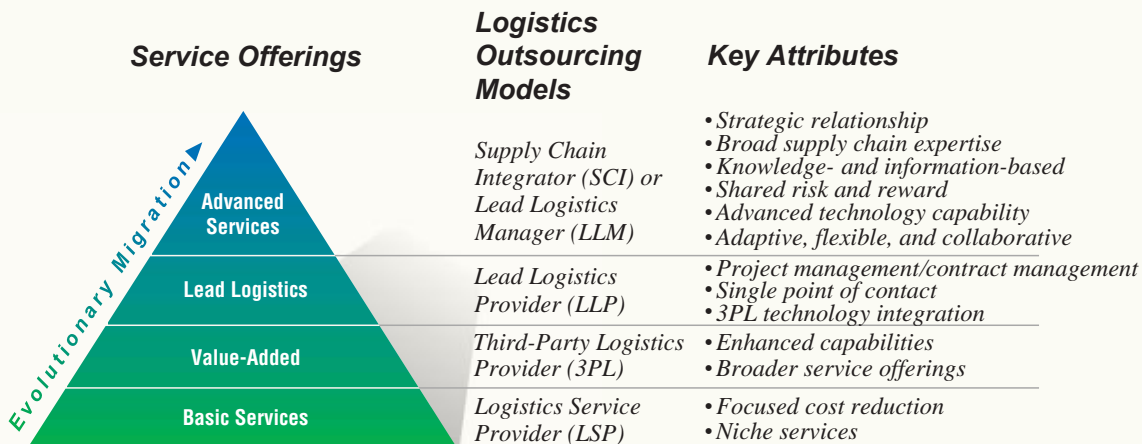 Service Offerings
Logistics
Outsourcing
Models
Key Attributes
Evolutionary Migration
Advanced
Services
Supply Chain
Integrator (SCI) or
Lead Logistics
Manager (LLM)
• Strategic relationship
• Broad supply chain expertise
• Knowledge- and information-based
• Shared risk and reward
• Advanced technology capability
• Adaptive, flexible, and collaborative
Lead Logistics
Lead Logistics
Provider (LLP)
• Project management/contract management
• Single point of contact
• 3PL technology integration
Value-Added
Third-Party Logistics
Provider (3PL)
• Enhanced capabilities
• Broader service offerings
Basic Services
Logistics Service
Provider (LSP)
• Focused cost reduction
• Niche services